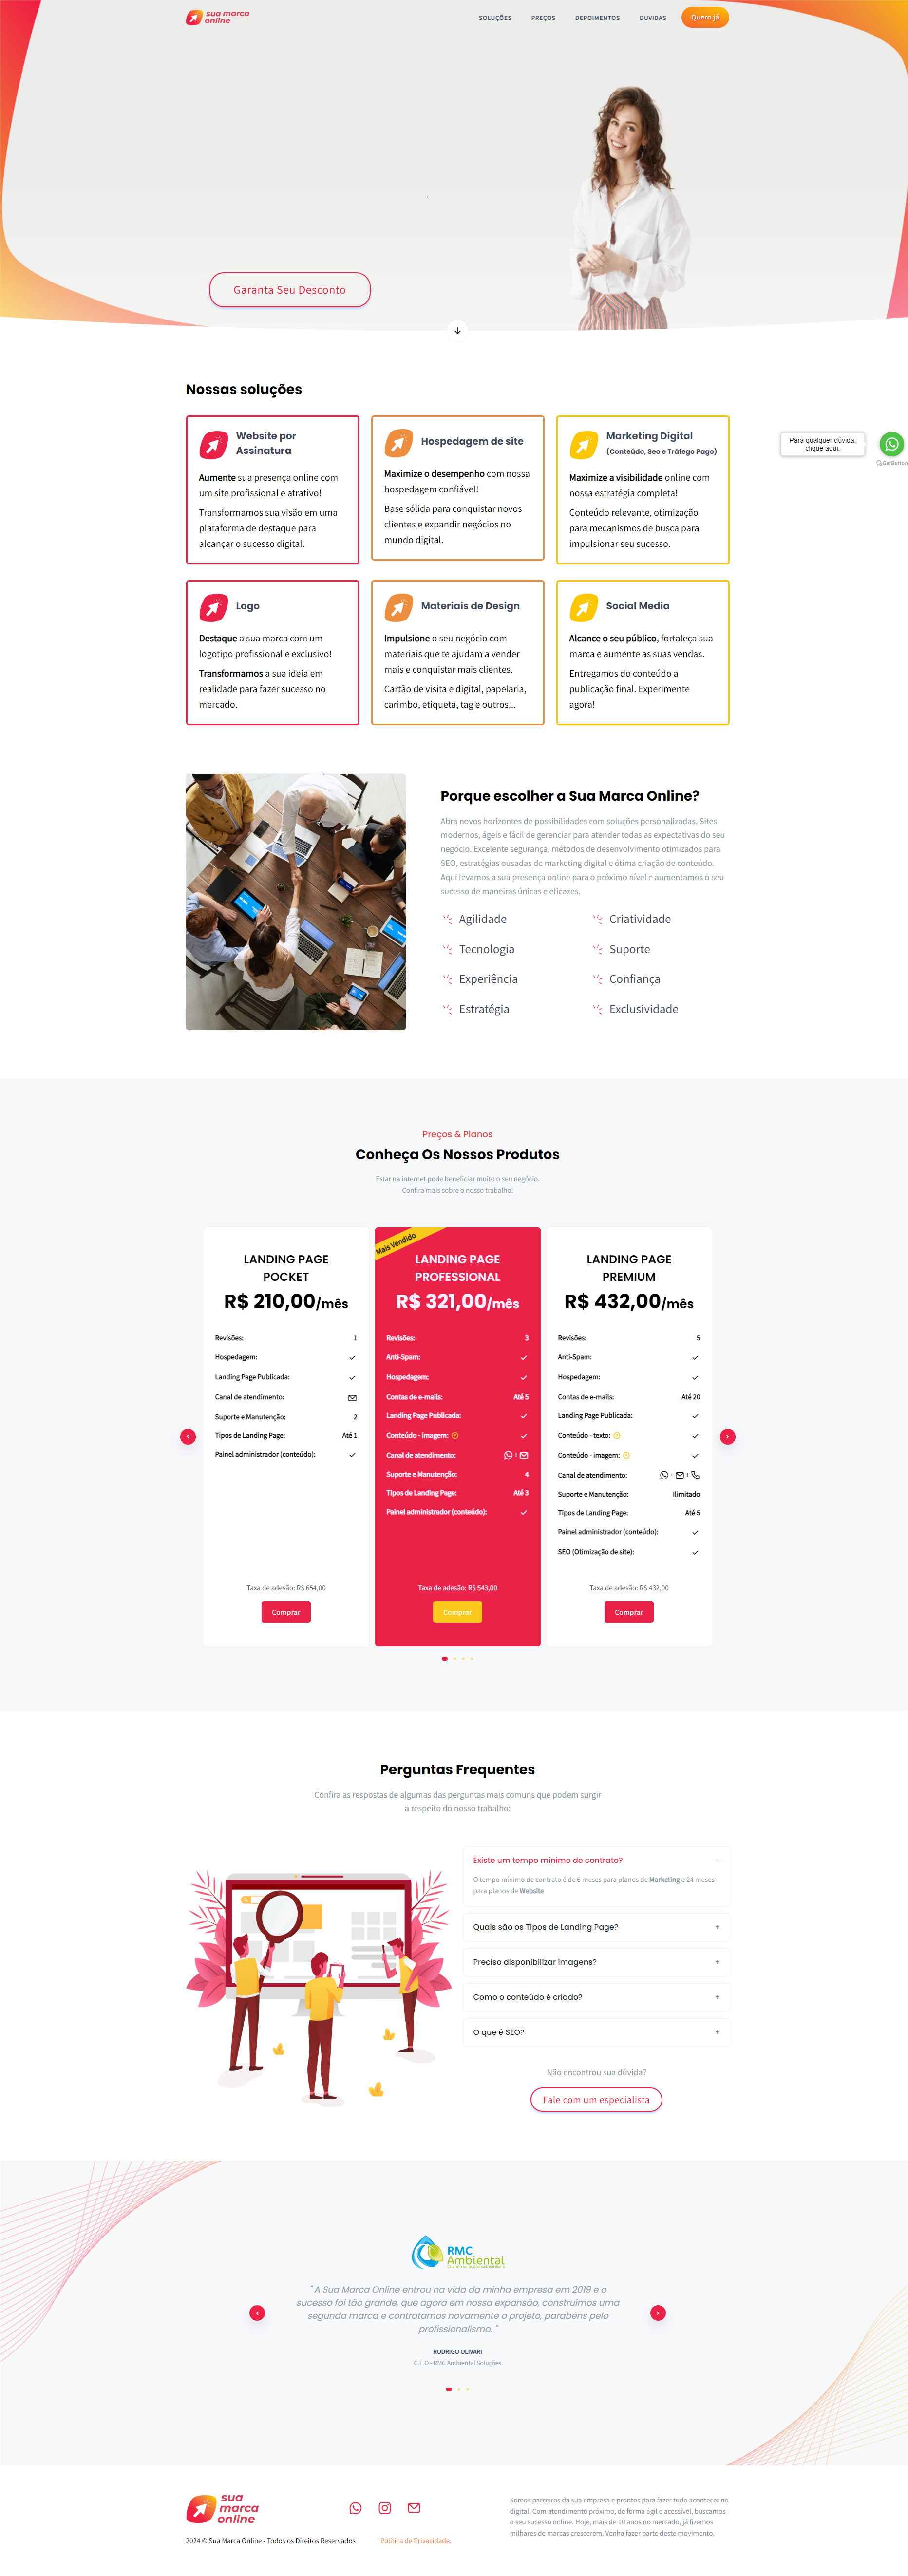 sua marca
online
SOLUÇÕES
PREÇOS
DEPOIMENTOS
DUVIDAS
Quero já
Garanta Seu Desconto
Nossas soluções
Para qualquer dúvida,
clique aqui.
GetButton
Website por
Assinatura
Aumente sua presença online com
um site profissional e atrativo!
Transformamos sua visão em uma
plataforma de destaque para
alcançar o sucesso digital.
Hospedagem de site
Maximize o desempenho com nossa
hospedagem confiável!
Base sólida para conquistar novos
clientes e expandir negócios no
mundo digital.
Marketing Digital
(Conteúdo, Seo e Tráfego Pago)
Maximize a visibilidade online com
nossa estratégia completa!
Conteúdo relevante, otimização
para mecanismos de busca para
impulsionar seu sucesso.
Logo
Destaque a sua marca com um
logotipo profissional e exclusivo!
Transformamos a sua ideia em
realidade para fazer sucesso no
mercado.
Materiais de Design
Impulsione o seu negócio com
materiais que te ajudam a vender
mais e conquistar mais clientes.
Cartão de visita e digital, papelaria,
carimbo, etiqueta, tag e outros...
Social Media
Alcance o seu público, fortaleça sua
marca e aumente as suas vendas.
Entregamos do conteúdo a
publicação final. Experimente
agora!
Porque escolher a Sua Marca Online?
Abra novos horizontes de possibilidades com soluções personalizadas. Sites
modernos, ágeis e fácil de gerenciar para atender todas as expectativas do seu
negócio. Excelente segurança, métodos de desenvolvimento otimizados para
SEO, estratégias ousadas de marketing digital e ótima criação de conteúdo.
Aqui levamos a sua presença online para o próximo nível e aumentamos o seu
sucesso de maneiras únicas e eficazes.
Agilidade
Criatividade
Tecnologia
Suporte
Experiência
Confiança
Estratégia
Exclusividade
Preços & Planos
Conheça Os Nossos Produtos
Estar na internet pode beneficiar muito o seu negócio.
Confira mais sobre o nosso trabalho!
LANDING PAGE
POCKET
R$ 210,00/mês
Revisões: 1
Hospedagem:
Landing Page Publicada:
Canal de atendimento:
Suporte e Manutenção: 2
Tipos de Landing Page: Até 1
Painel administrador (conteúdo):
Taxa de adesão: R$ 654,00
Comprar
Mais Vendido
LANDING PAGE
PROFESSIONAL
R$ 321,00/mês
Revisões: 3
Anti-Spam:
Hospedagem:
Contas de e-mails: Até 5
Landing Page Publicada:
Conteúdo - imagem:
Canal de atendimento: +
Suporte e Manutenção: 4
Tipos de Landing Page: Até 3
Painel administrador (conteúdo):
Taxa de adesão: R$ 543,00
Comprar
LANDING PAGE
PREMIUM
R$ 432,00/mês
Revisões: 5
Anti-Spam:
Hospedagem:
Contas de e-mails: Até 20
Landing Page Publicada:
Conteúdo - texto:
Conteúdo - imagem:
Canal de atendimento: + +
Suporte e Manutenção: Ilimitado
Tipos de Landing Page: Até 5
Painel administrador (conteúdo):
SEO (Otimização de site):
Taxa de adesão: R$ 432,00
Comprar
Perguntas Frequentes
Confira as respostas de algumas das perguntas mais comuns que podem surgir
a respeito do nosso trabalho:
Existe um tempo mínimo de contrato? -
O tempo mínimo de contrato é de 6 meses para planos de Marketing e 24 meses
para planos de Website
Quais são os Tipos de Landing Page? +
Preciso disponibilizar imagens? +
Como o conteúdo é criado? +
O que é SEO? +
Não encontrou sua dúvida?
Fale com um especialista
RMC
Ambiental
" A Sua Marca Online entrou na vida da minha empresa em 2019 e o
sucesso foi tão grande, que agora em nossa expansão, construímos uma
segunda marca e contratamos novamente o projeto, parabéns pelo
profissionalismo. "
RODRIGO OLIVARI
C.E.O - RMC Ambiental Soluções
sua
marca
online
2024 © Sua Marca Online - Todos os Direitos Reservados
Política de Privacidade.
Somos parceiros da sua empresa e prontos para fazer tudo acontecer no
digital. Com atendimento próximo, de forma ágil e acessível, buscamos
o seu sucesso online. Hoje, mais de 10 anos no mercado, já fizemos
milhares de marcas crescerem. Venha fazer parte deste movimento.